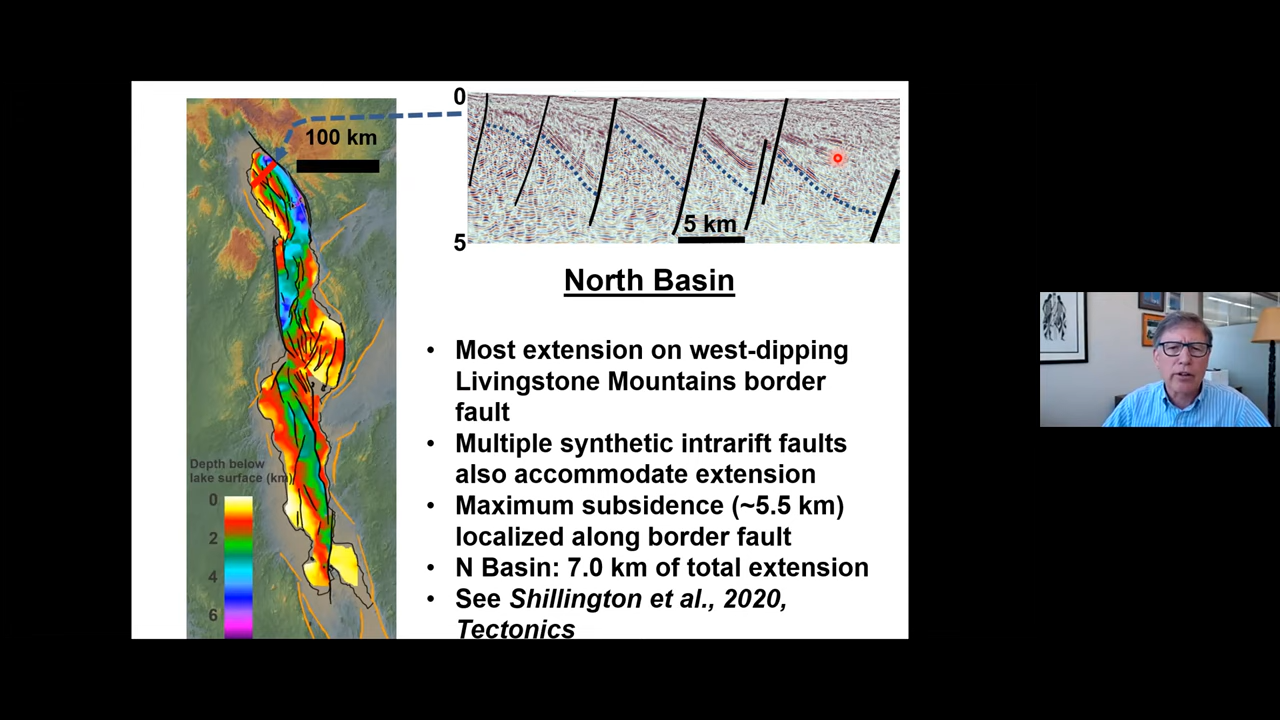 100 km
0
5
5 km
North Basin
• Most extension on west-dipping
Livingstone Mountains border
fault
• Multiple synthetic intrarift faults
also accommodate extension
• Maximum subsidence (~5.5 km)
localized along border fault
• N Basin: 7.0 km of total extension
• See Shillington et al., 2020,
Tectonics
Depth below
lake surface (km)
0
2
4
6